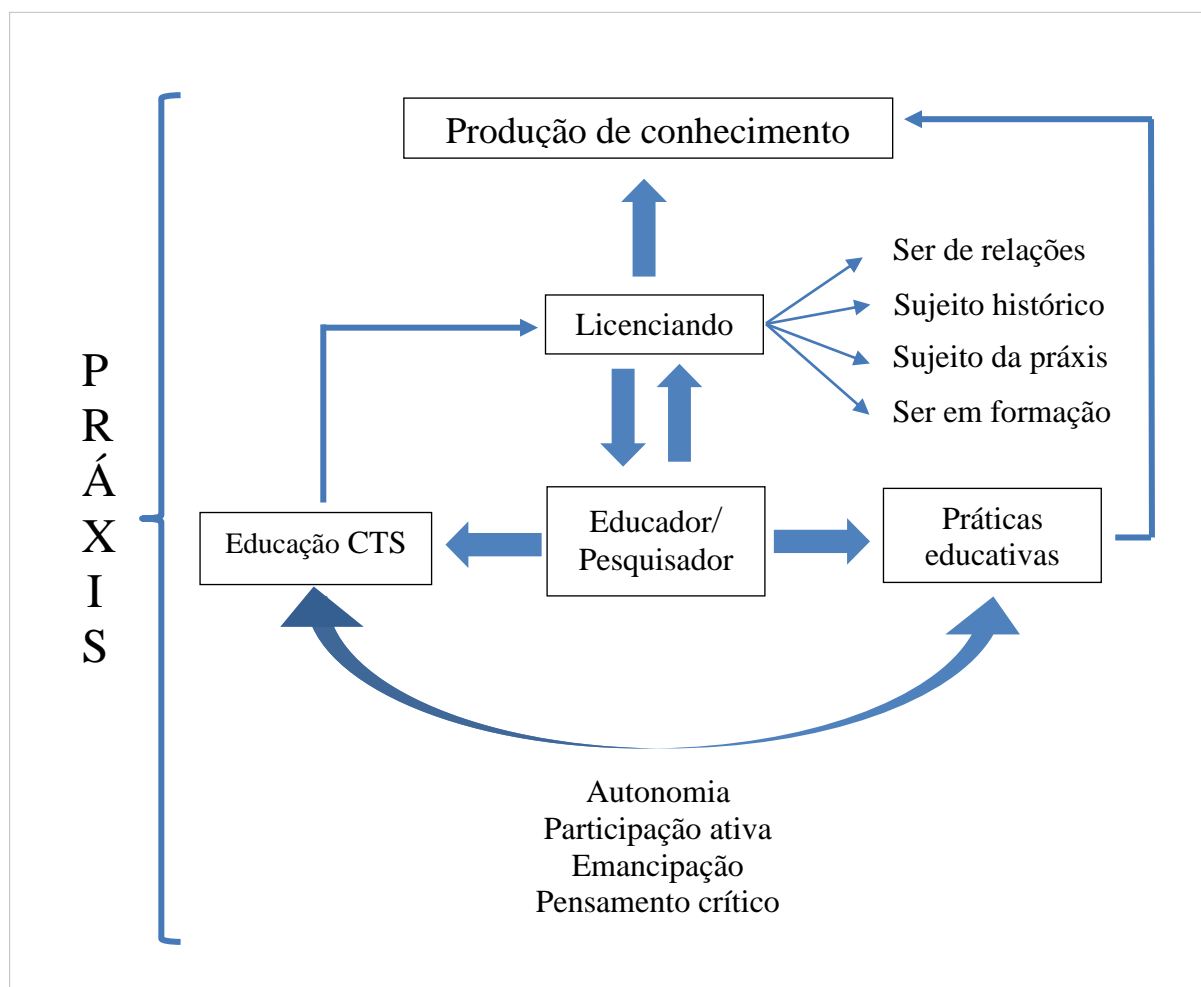 PRÁXIS
Produção de conhecimento
Licenciando
Ser de relações
Sujeito histórico
Sujeito da práxis
Ser em formação
Educação CTS
Educador/
Pesquisador
Práticas
educativas
Autonomia
Participação ativa
Emancipação
Pensamento crítico